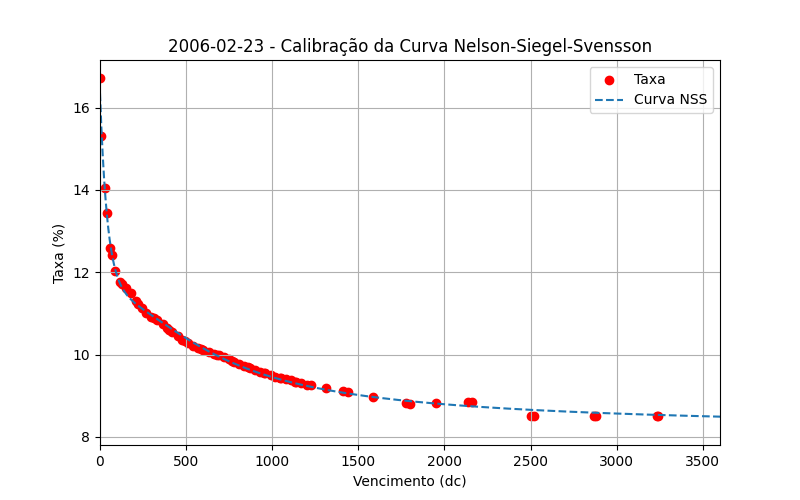 2006-02-23 - Calibração da Curva Nelson-Siegel-Svensson
Taxa
Curva NSS
Taxa (%)
16
14
12
10
8
0 500 1000 1500 2000 2500 3000 3500
Vencimento (dc)